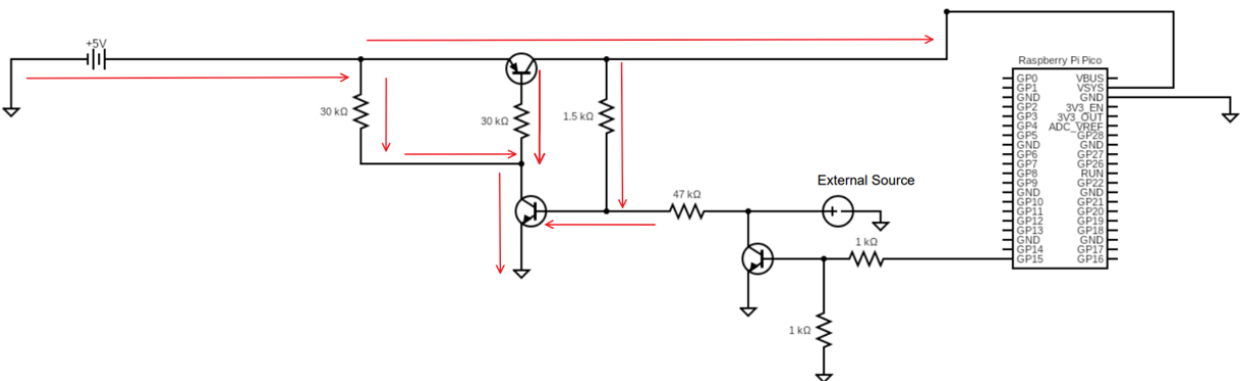 +5V
30 kΩ
30 kΩ
1.5 kΩ
47 kΩ
External Source
1 kΩ
1 kΩ
Raspberry Pi Pico
GP0 VBUS
GP1 VSYS
GND GND
GP2 3V3_EN
GP3 3V3_OUT
GP4 ADC_VREF
GP5 GP28
GND GND
GP6 GP27
GP7 GP26
GP8 RUN
GP9 GP22
GND GND
GP10 GP21
GP11 GP20
GP12 GP19
GP13 GP18
GND GND
GP14 GP17
GP15 GP16